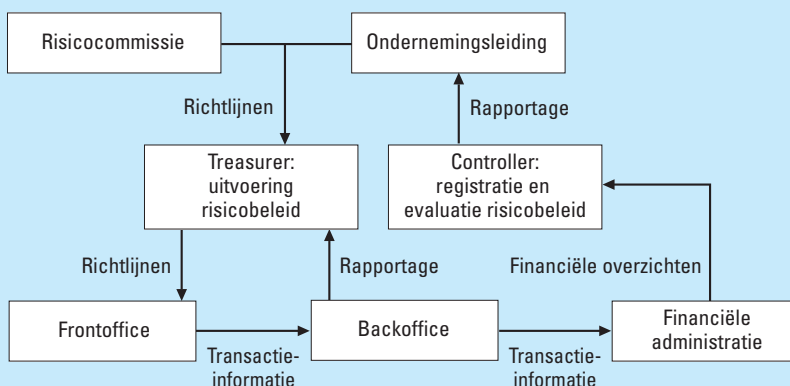 Risicocommissie
Ondernemingsleiding
Richtlijnen
Rapportage
Treasurer:
uitvoering
risicobeleid
Controller:
registratie en
evaluatie risicobeleid
Richtlijnen
Rapportage
Financiële overzichten
Frontoffice
Backoffice
Financiële
administratie
Transactie-
informatie
Transactie-
informatie